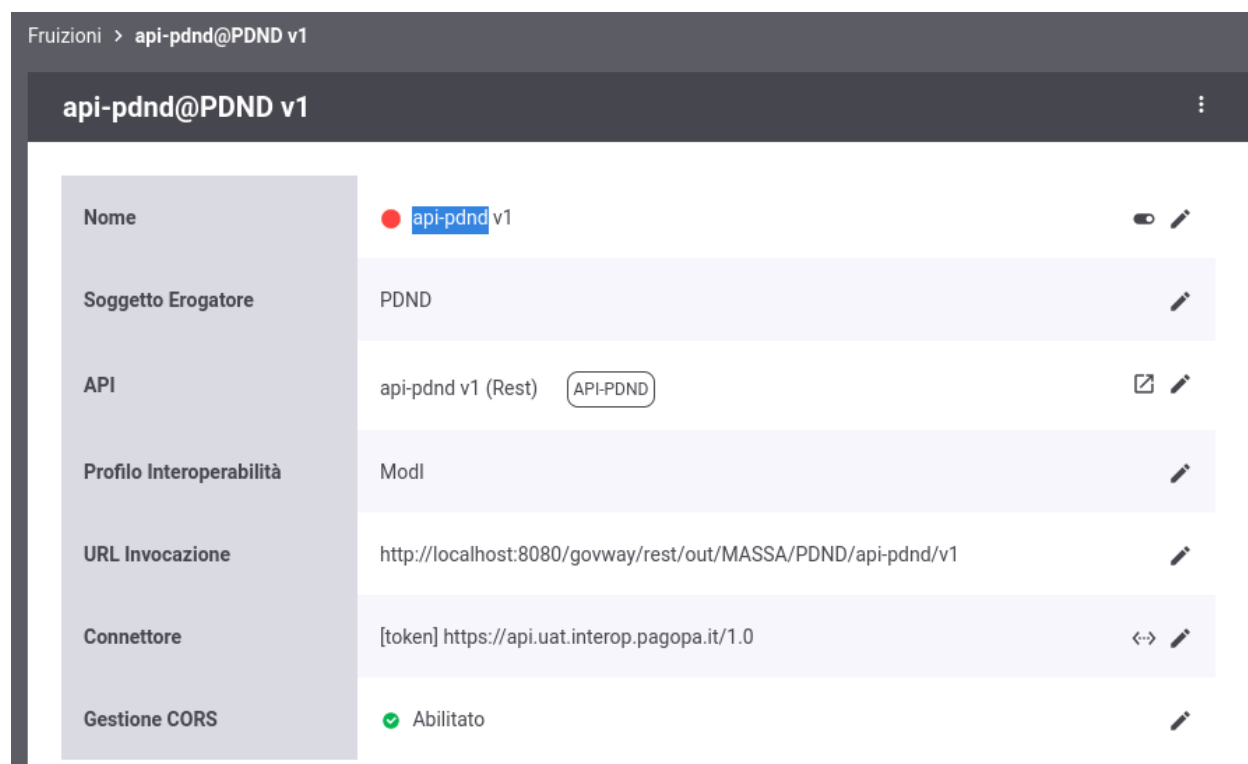 Fruizioni > api-pdnd@PDND v1
api-pdnd@PDND v1
Nome api-pdnd v1
Soggetto Erogatore PDND
API api-pdnd v1 (Rest) API-PDND
Profilo Interoperabilità ModI
URL Invocazione http://localhost:8080/govway/rest/out/MASSA/PDND/api-pdnd/v1
Connettore [token] https://api.uat.interop.pagopa.it/1.0
Gestione CORS Abilitato